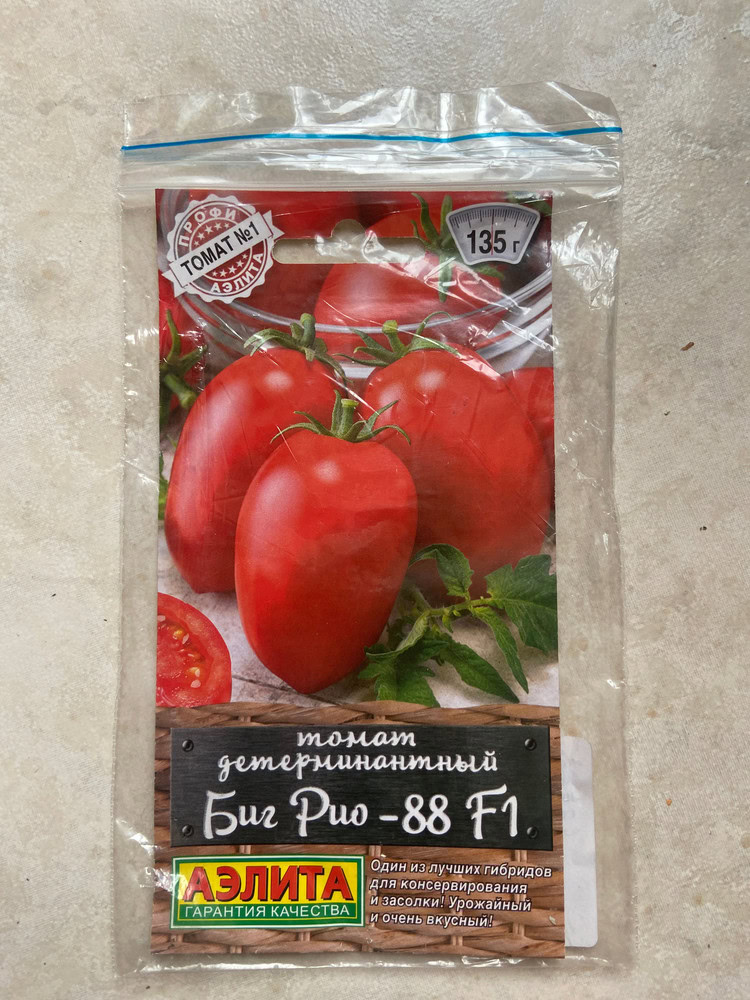 ПРОФИ
ТОМАТ №1
АЭЛИТА
135 г
томат
детерминантный
Биг Рио -88 F1
АЭЛИТА
ГАРАНТИЯ КАЧЕСТВА
Один из лучших гибридов
для консервирования
и засолки! Урожайный
и очень вкусный!